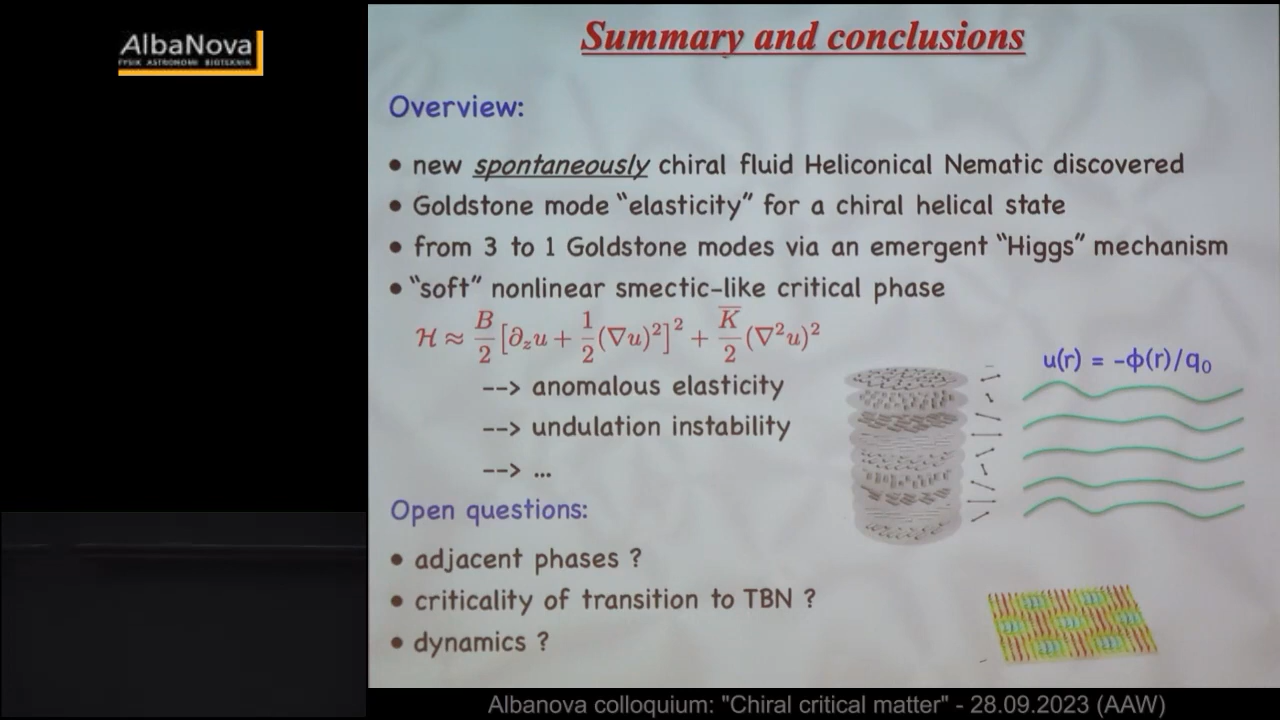 AlbaNova
FYSIK ASTRONOMI BIOTEKNIK
Summary and conclusions
Overview:
• new spontaneously chiral fluid Heliconical Nematic discovered
• Goldstone mode “elasticity” for a chiral helical state
• from 3 to 1 Goldstone modes via an emergent “Higgs” mechanism
• “soft” nonlinear smectic-like critical phase
ℋ ≈ B/2 [∂_z u + 1/2 (∇u)²]² + K̅/2 (∇²u)²
--> anomalous elasticity
--> undulation instability
--> ...
u(r) = -ϕ(r)/q₀
Open questions:
• adjacent phases ?
• criticality of transition to TBN ?
• dynamics ?
Albanova colloquium: "Chiral critical matter" - 28.09.2023 (AAW)